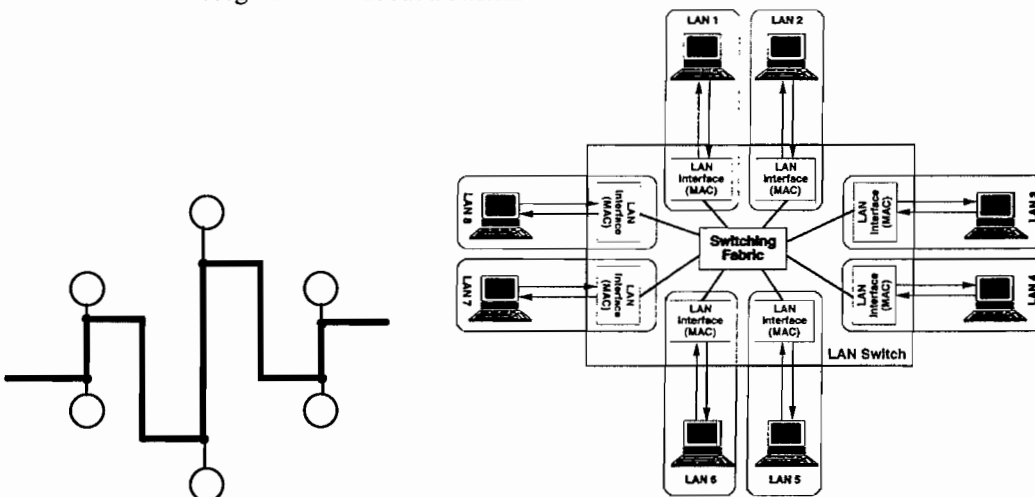 LAN 1
LAN 2
LAN
Interface
(MAC)
LAN
Interface
(MAC)
LAN 8
LAN
Interface
(MAC)
LAN
Interface
(MAC)
Switching
Fabric
LAN 7
LAN
Interface
(MAC)
LAN
Interface
(MAC)
LAN 4
LAN
Interface
(MAC)
LAN
Interface
(MAC)
LAN Switch
LAN 6
LAN 5